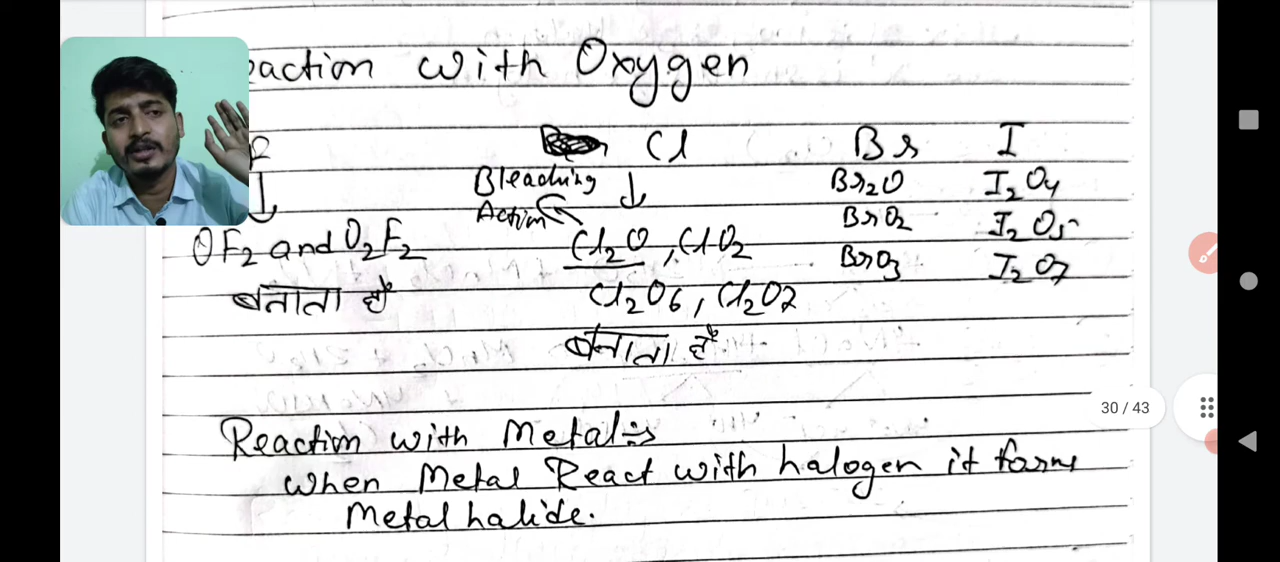 eaction with Oxygen
F Cl Br I
Bleaching Br2O I2O4
Action BrO2 I2O5
OF2 and O2F2 Cl2O, ClO2 BrO3 I2O7
बनाता है Cl2O6, Cl2O7
बनाता है
30 / 43
Reaction with Metal:-
When Metal React with halogen it forms
Metal halide.